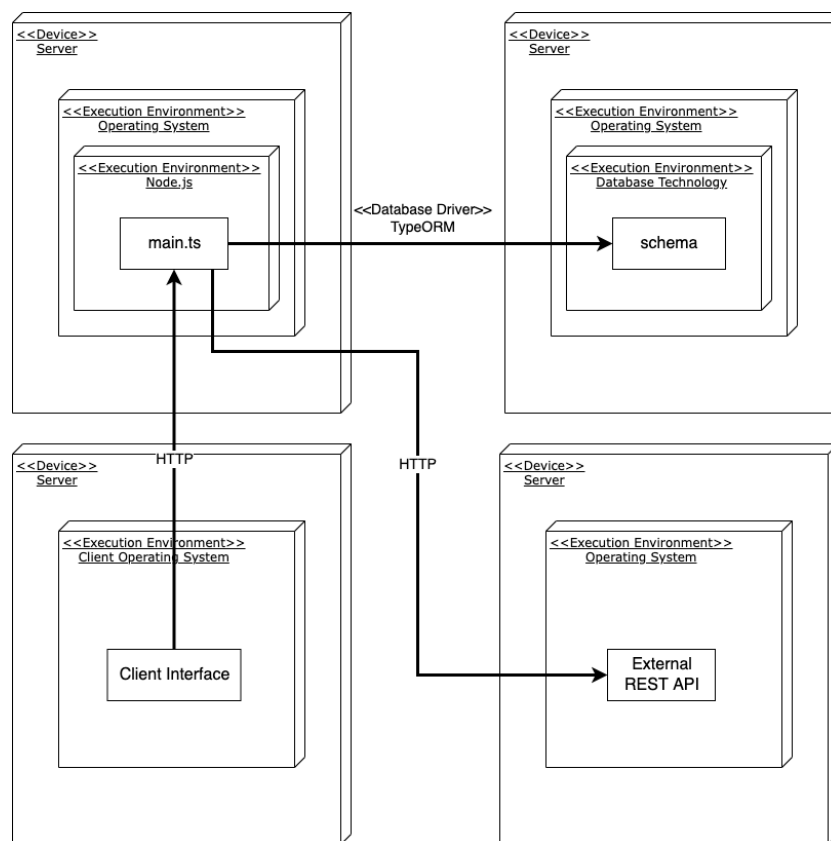 <<Device>>
Server
<<Execution Environment>>
Operating System
<<Execution Environment>>
Node.js
main.ts
<<Database Driver>>
TypeORM
<<Device>>
Server
<<Execution Environment>>
Operating System
<<Execution Environment>>
Database Technology
schema
<<Device>>
Server
HTTP
<<Execution Environment>>
Client Operating System
Client Interface
HTTP
<<Device>>
Server
<<Execution Environment>>
Operating System
External
REST API